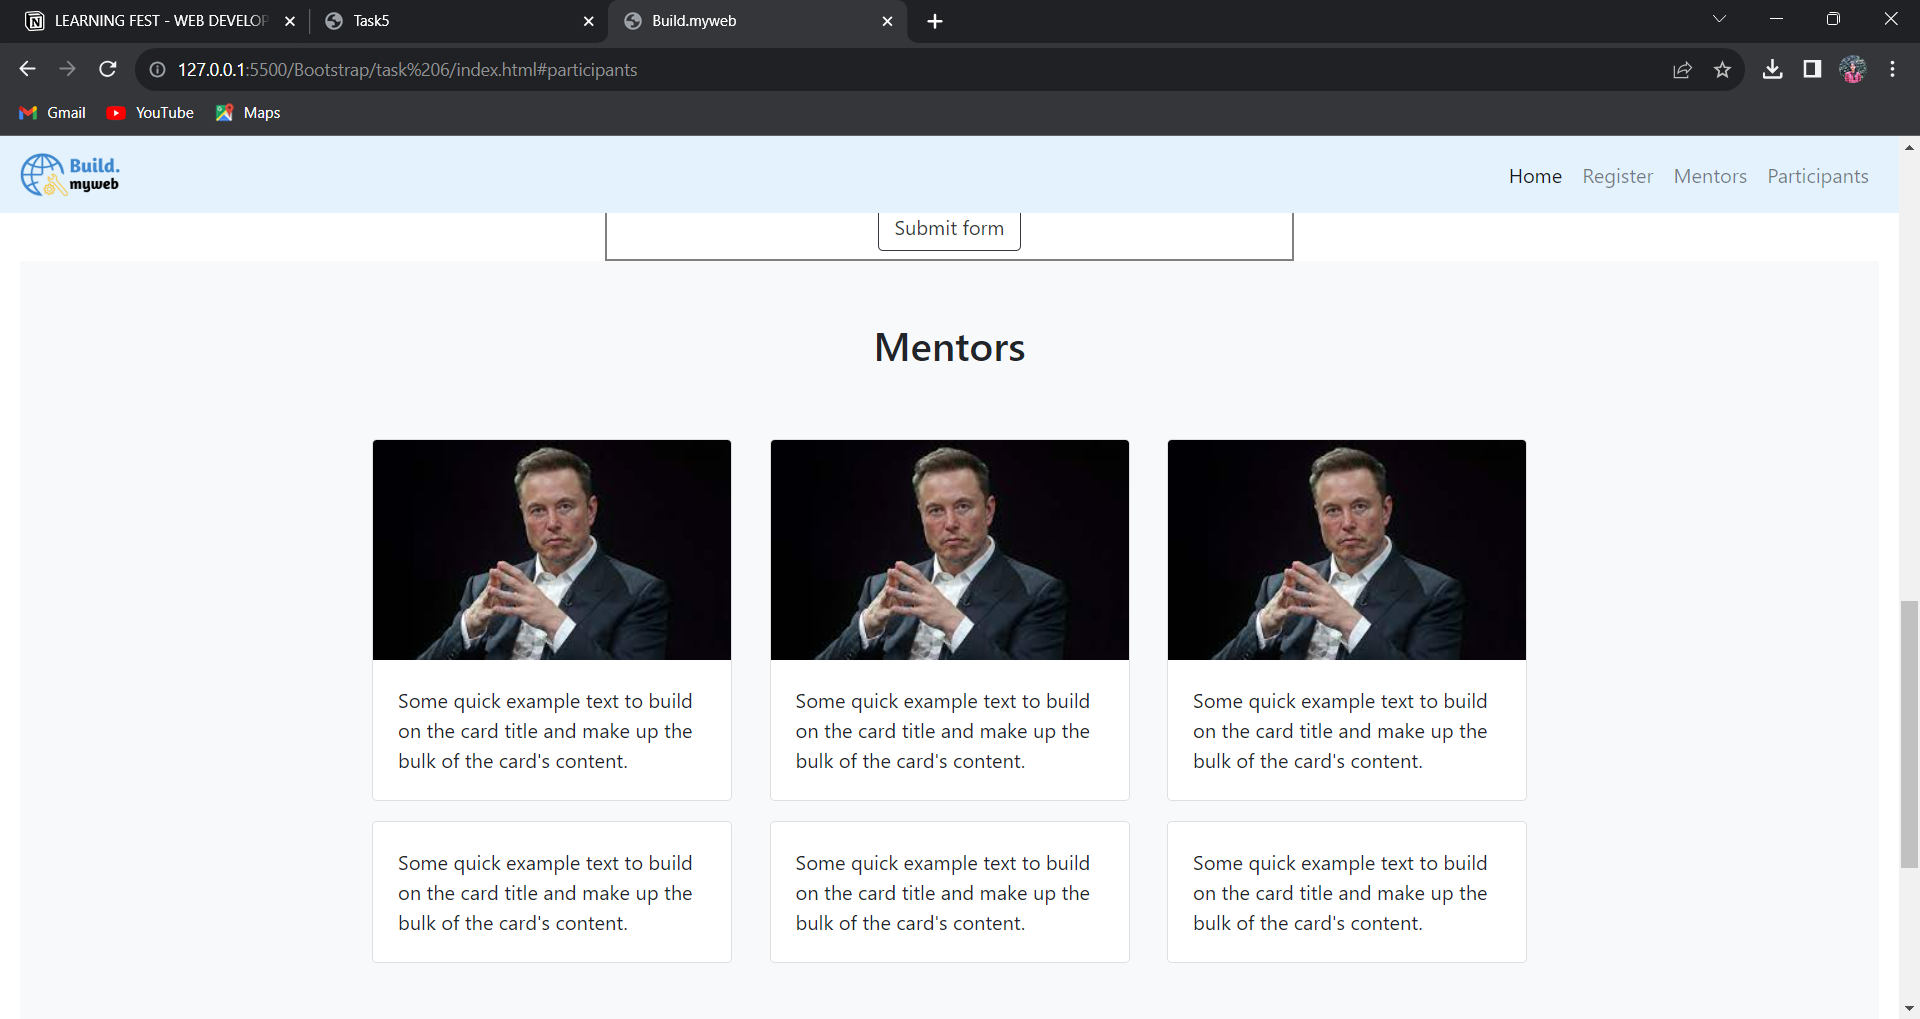 LEARNING FEST - WEB DEVELOP
Task5
Build.myweb
127.0.0.1:5500/Bootstrap/task%206/index.html#participants
Gmail
YouTube
Maps
Build.
myweb
Home
Register
Mentors
Participants
Submit form
Mentors
Some quick example text to build
on the card title and make up the
bulk of the card's content.
Some quick example text to build
on the card title and make up the
bulk of the card's content.
Some quick example text to build
on the card title and make up the
bulk of the card's content.
Some quick example text to build
on the card title and make up the
bulk of the card's content.
Some quick example text to build
on the card title and make up the
bulk of the card's content.
Some quick example text to build
on the card title and make up the
bulk of the card's content.